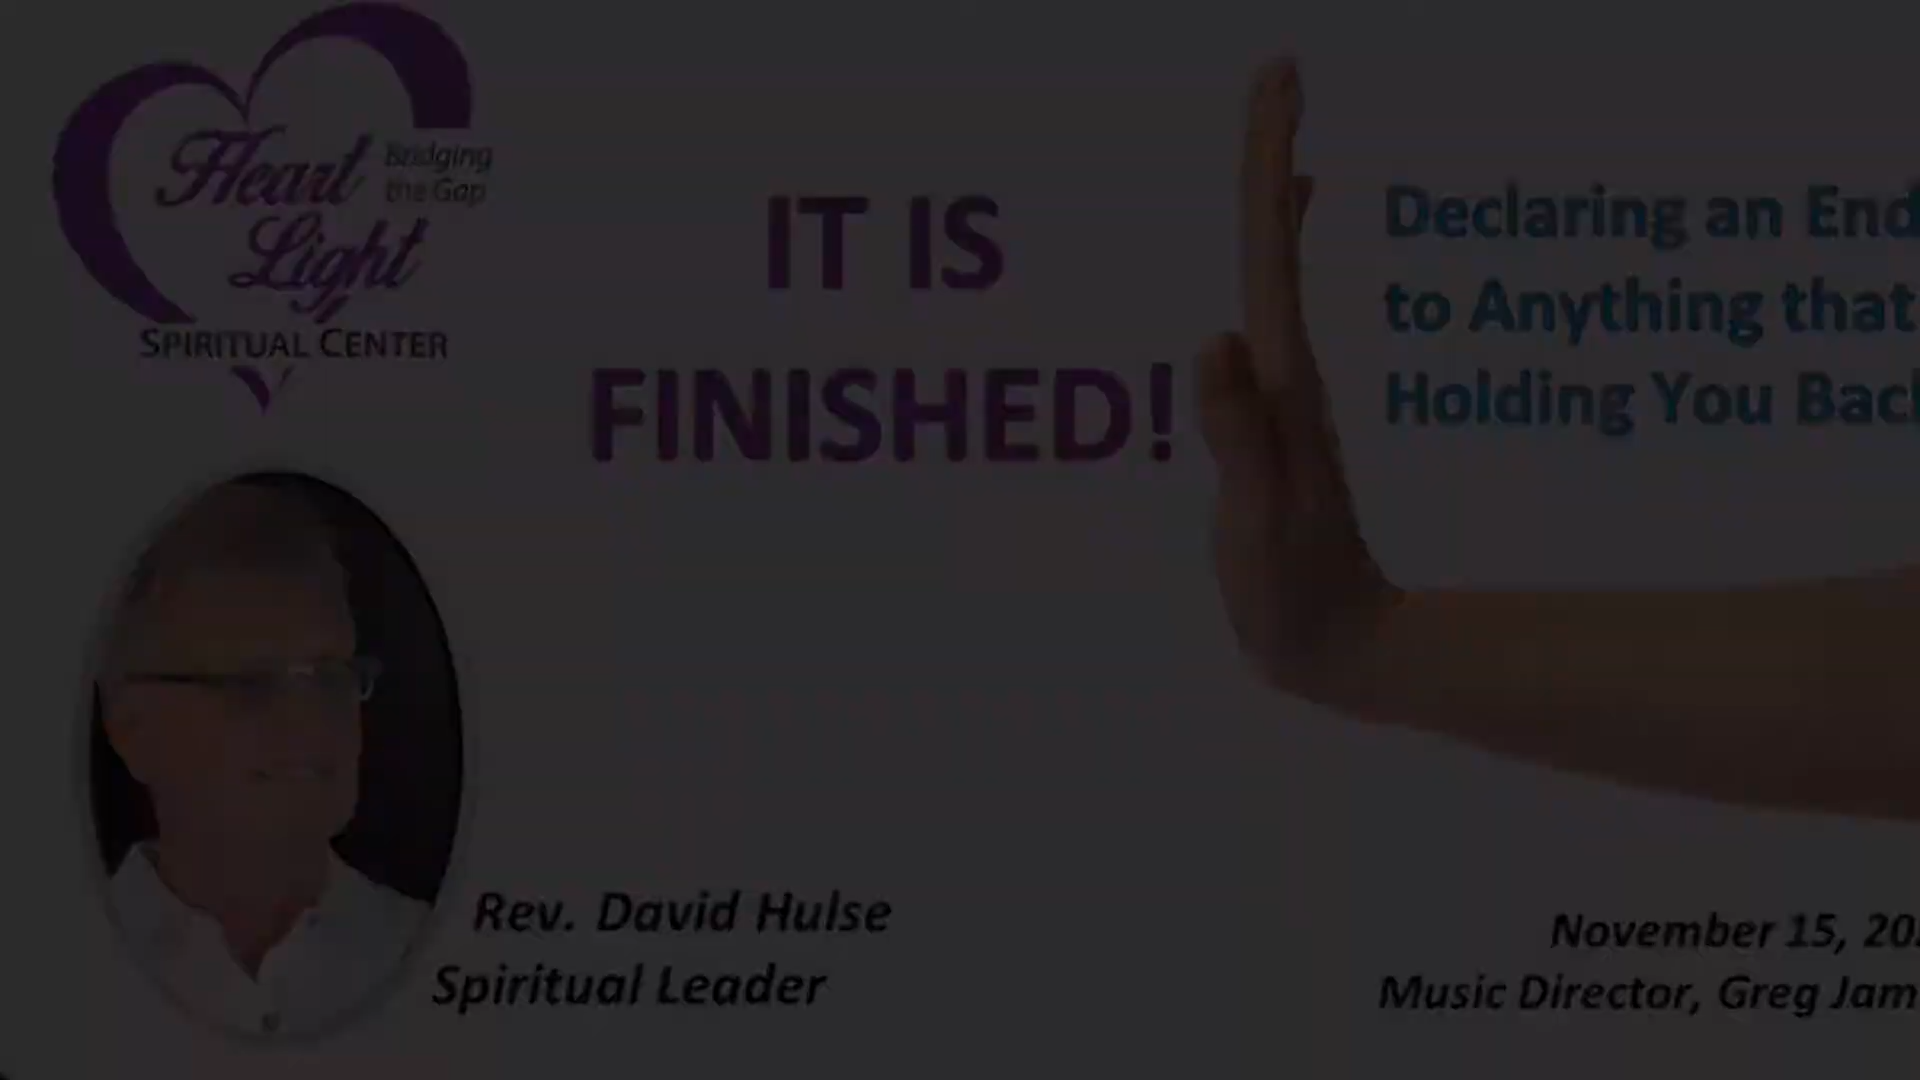 Heart
Light
Bridging
the Gap
SPIRITUAL CENTER
IT IS
FINISHED!
Declaring an End
to Anything that
Holding You
Rev. David Hulse
Spiritual Leader
November 15,
Music Director, Greg